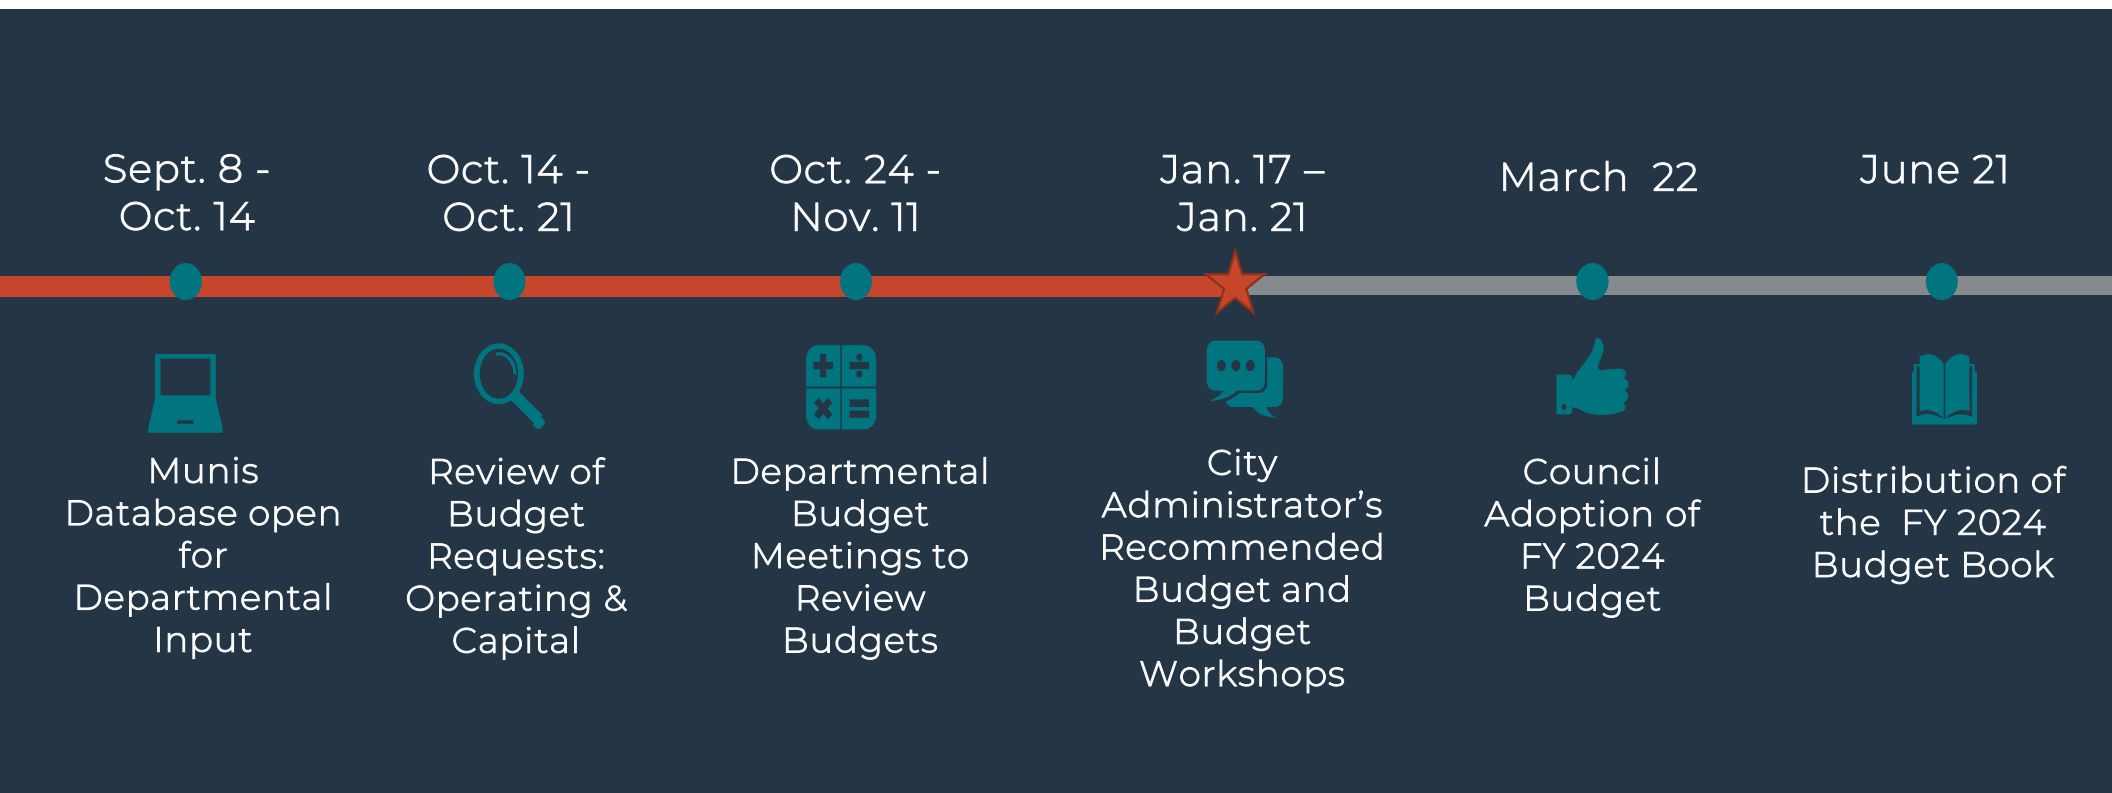 Sept. 8 -
Oct. 14
Oct. 14 -
Oct. 21
Oct. 24 -
Nov. 11
Jan. 17 –
Jan. 21
March 22
June 21
Munis
Database open
for
Departmental
Input
Review of
Budget
Requests:
Operating &
Capital
Departmental
Budget
Meetings to
Review
Budgets
City
Administrator’s
Recommended
Budget and
Budget
Workshops
Council
Adoption of
FY 2024
Budget
Distribution of
the FY 2024
Budget Book